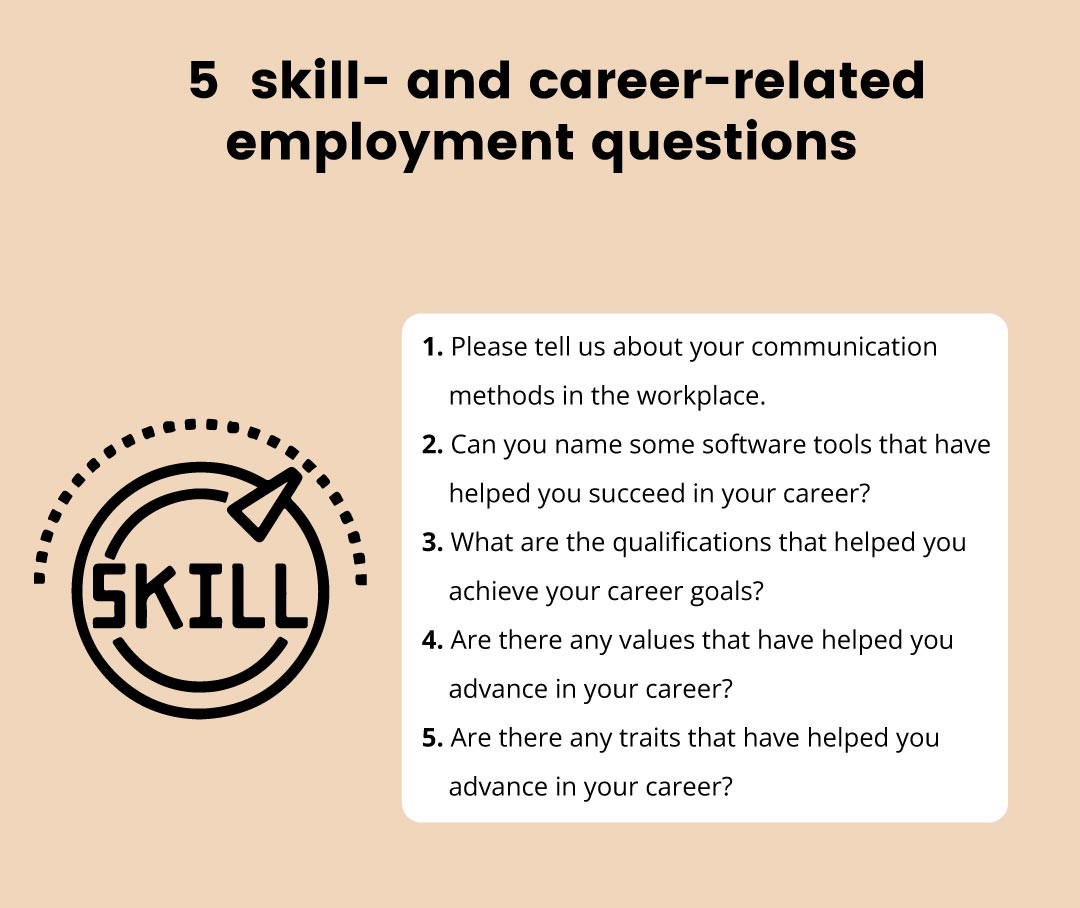 5 skill- and career-related
employment questions
SKILL
1. Please tell us about your communication
methods in the workplace.
2. Can you name some software tools that have
helped you succeed in your career?
3. What are the qualifications that helped you
achieve your career goals?
4. Are there any values that have helped you
advance in your career?
5. Are there any traits that have helped you
advance in your career?